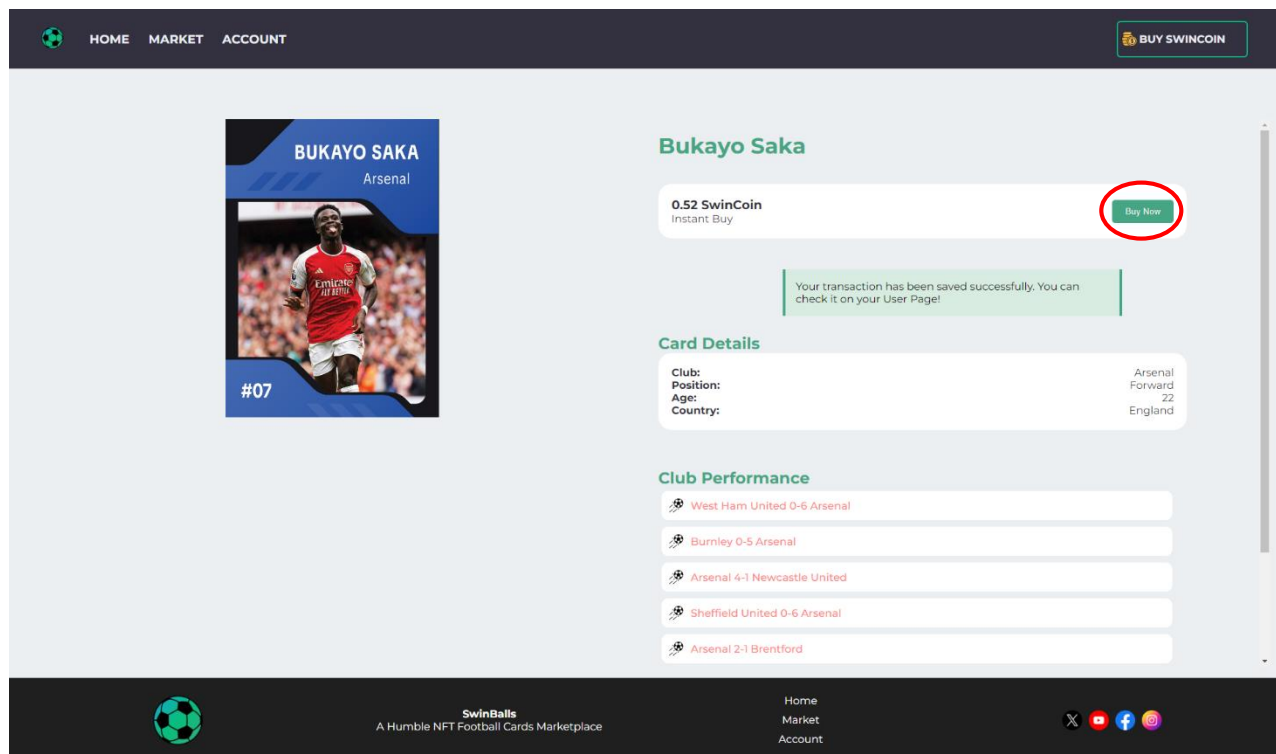 HOME MARKET ACCOUNT
BUY SWINCOIN
BUKAYO SAKA
Arsenal
Emirates
FLY BETTER
#07
Bukayo Saka
0.52 SwinCoin
Instant Buy
Buy Now
Your transaction has been saved successfully. You can
check it on your User Page!
Card Details
Club: Arsenal
Position: Forward
Age: 22
Country: England
Club Performance
West Ham United 0-6 Arsenal
Burnley 0-5 Arsenal
Arsenal 4-1 Newcastle United
Sheffield United 0-6 Arsenal
Arsenal 2-1 Brentford
SwinBalls
A Humble NFT Football Cards Marketplace
Home
Market
Account